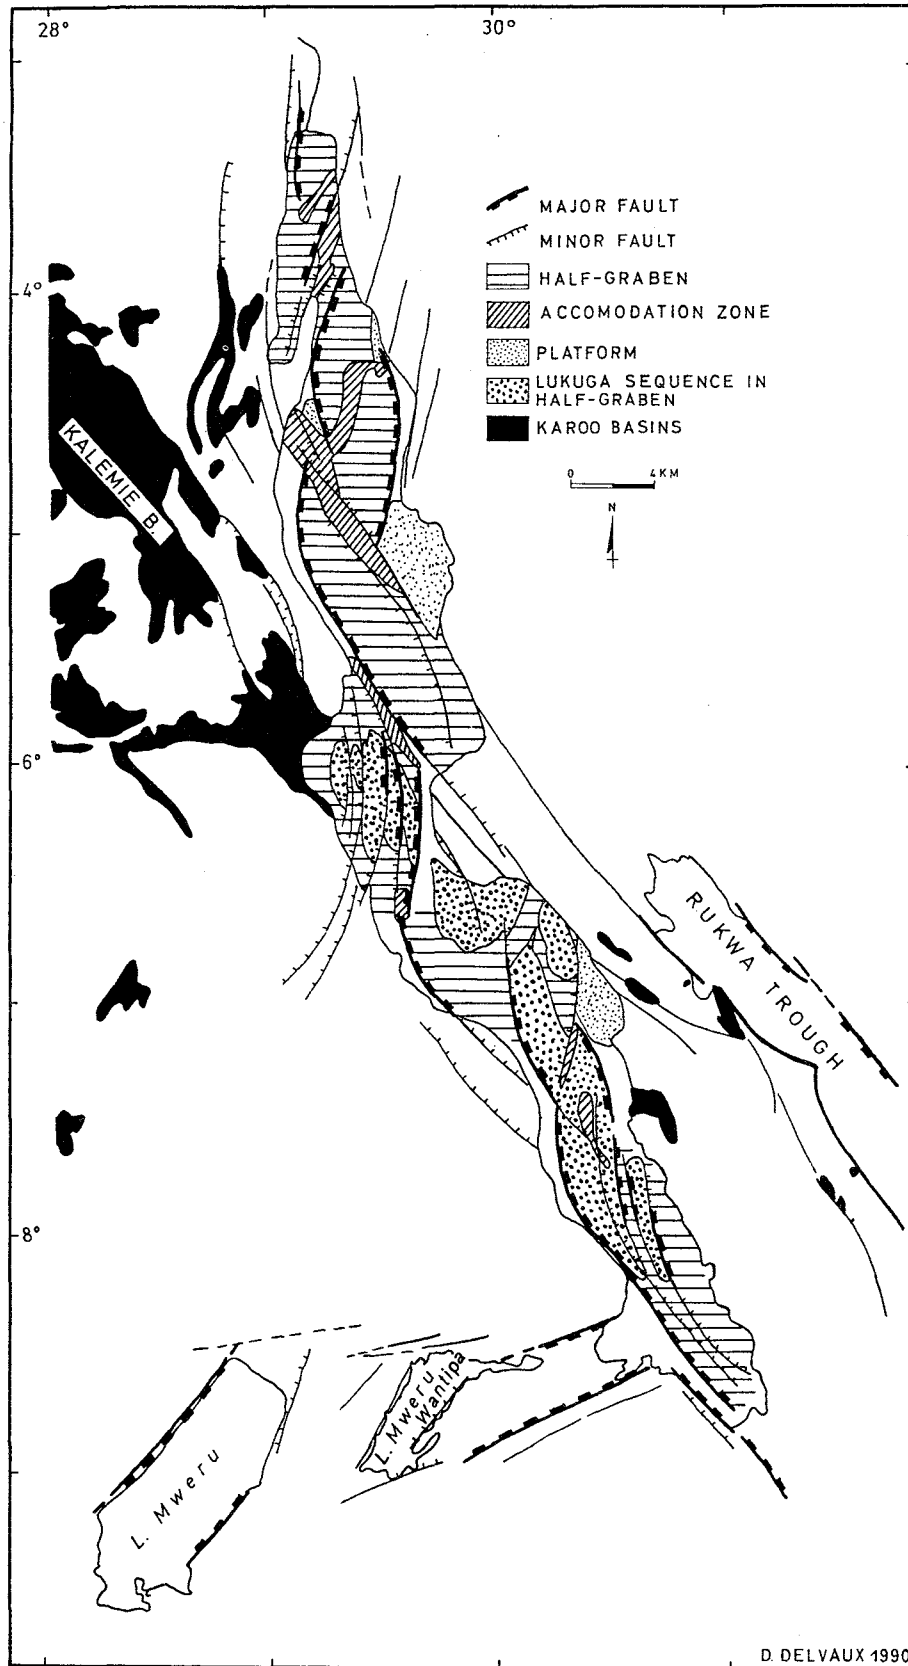 28°
30°
MAJOR FAULT
MINOR FAULT
HALF-GRABEN
4°
ACCOMODATION ZONE
PLATFORM
LUKUGA SEQUENCE IN
HALF-GRABEN
KAROO BASINS
KALEMIE B.
0 4KM
N
6°
RUKWA TROUGH
8°
L. Mweru
Wantipa
L. Mweru
D. DELVAUX 1990